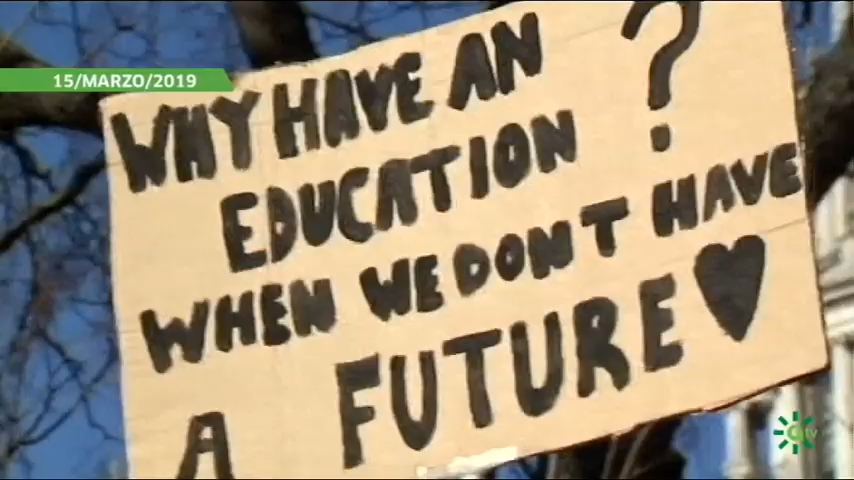 15/MARZO/2019
WHY HAVE AN
EDUCATION ?
WHEN WE DONT HAVE
A FUTURE